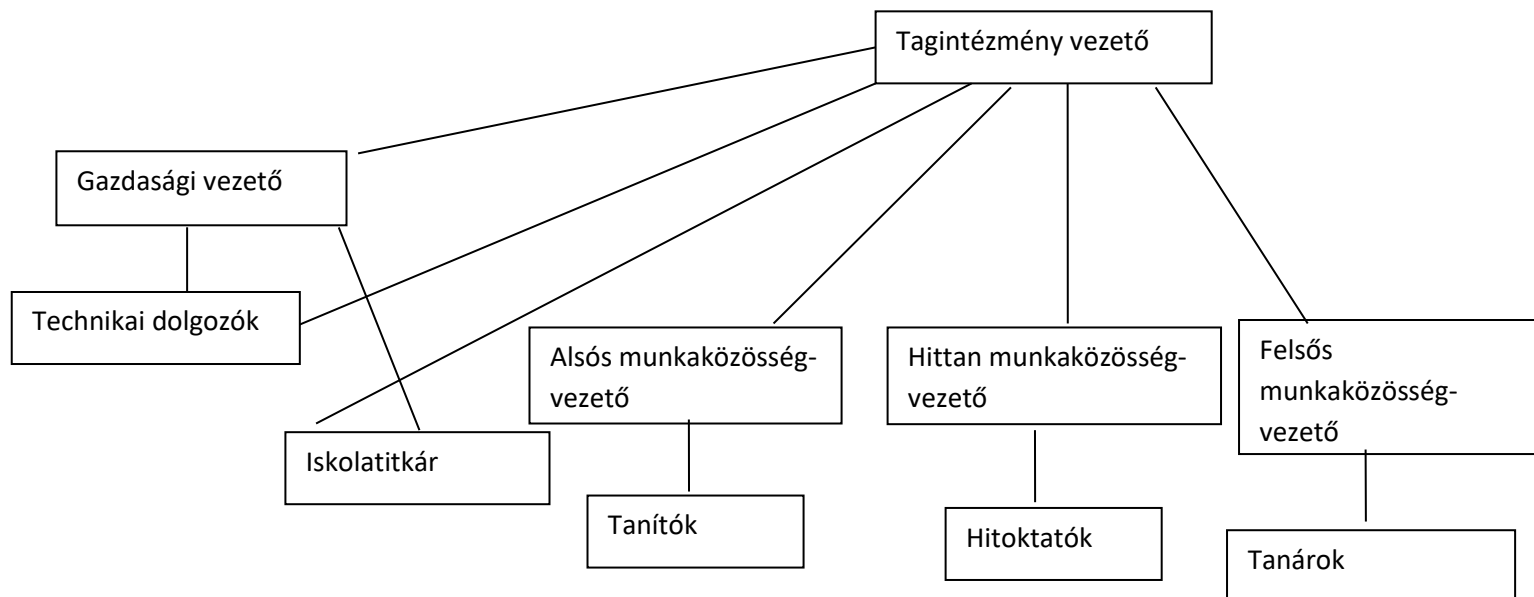 Tagintézmény vezető
Gazdasági vezető
Technikai dolgozók
Iskolatitkár
Alsós munkaközösség-
vezető
Hittan munkaközösség-
vezető
Felsős
munkaközösség-
vezető
Tanítók
Hitoktatók
Tanárok